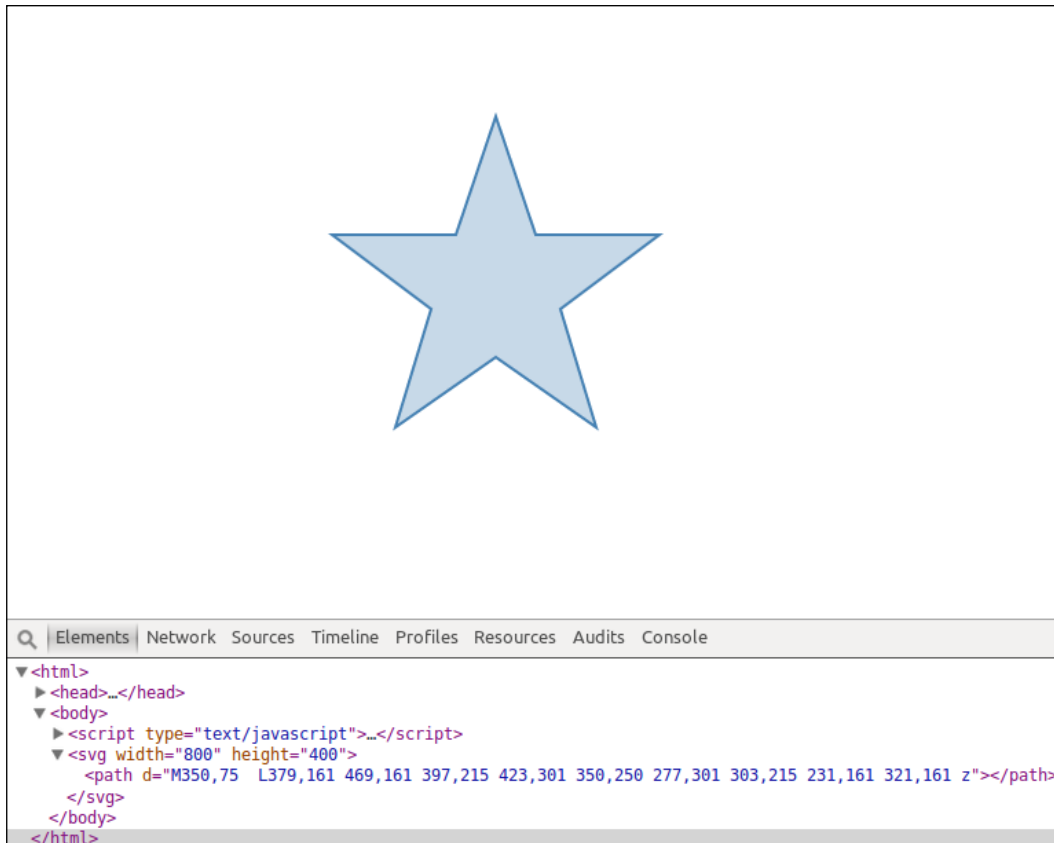 Elements Network Sources Timeline Profiles Resources Audits Console
▼<html>
▶<head>…</head>
▼<body>
▶<script type="text/javascript">…</script>
▼<svg width="800" height="400">
<path d="M350,75  L379,161 469,161 397,215 423,301 350,250 277,301 303,215 231,161 321,161 z"></path>
</svg>
</body>
</html>